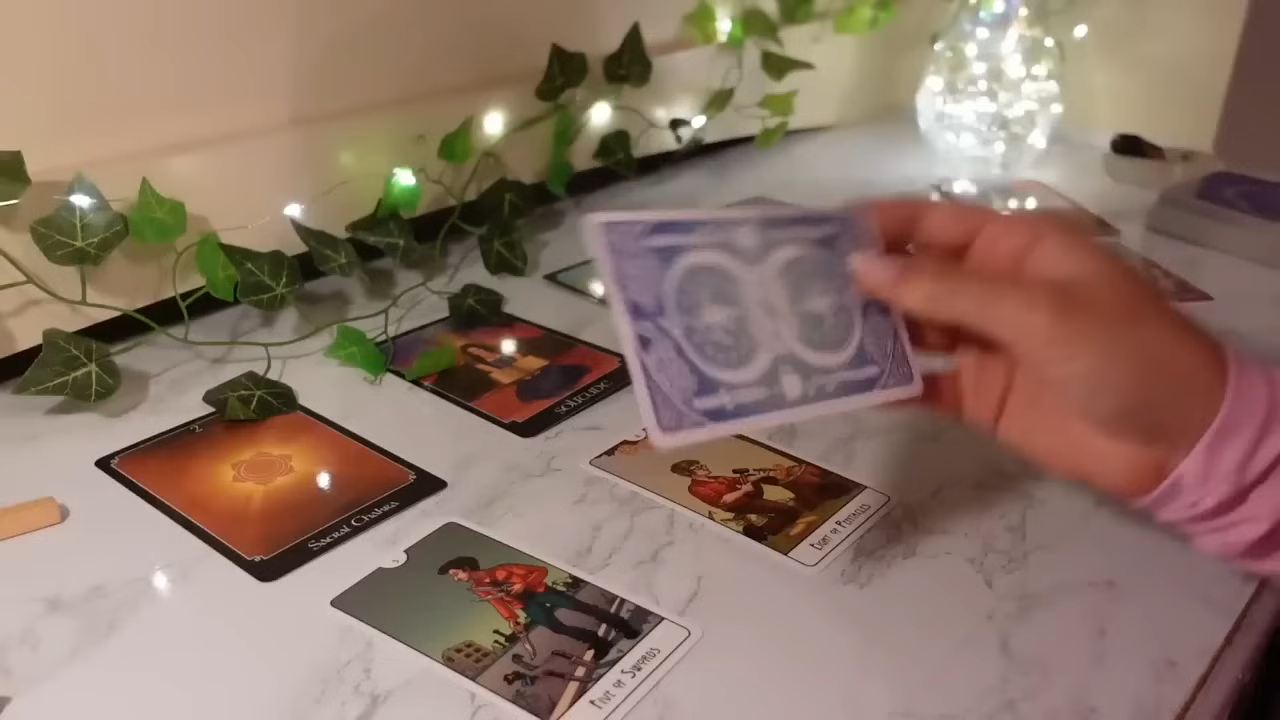 SOLITUDE
2
Sacral Chakra
EIGHT OF PENTACLES
FIVE OF SWORDS